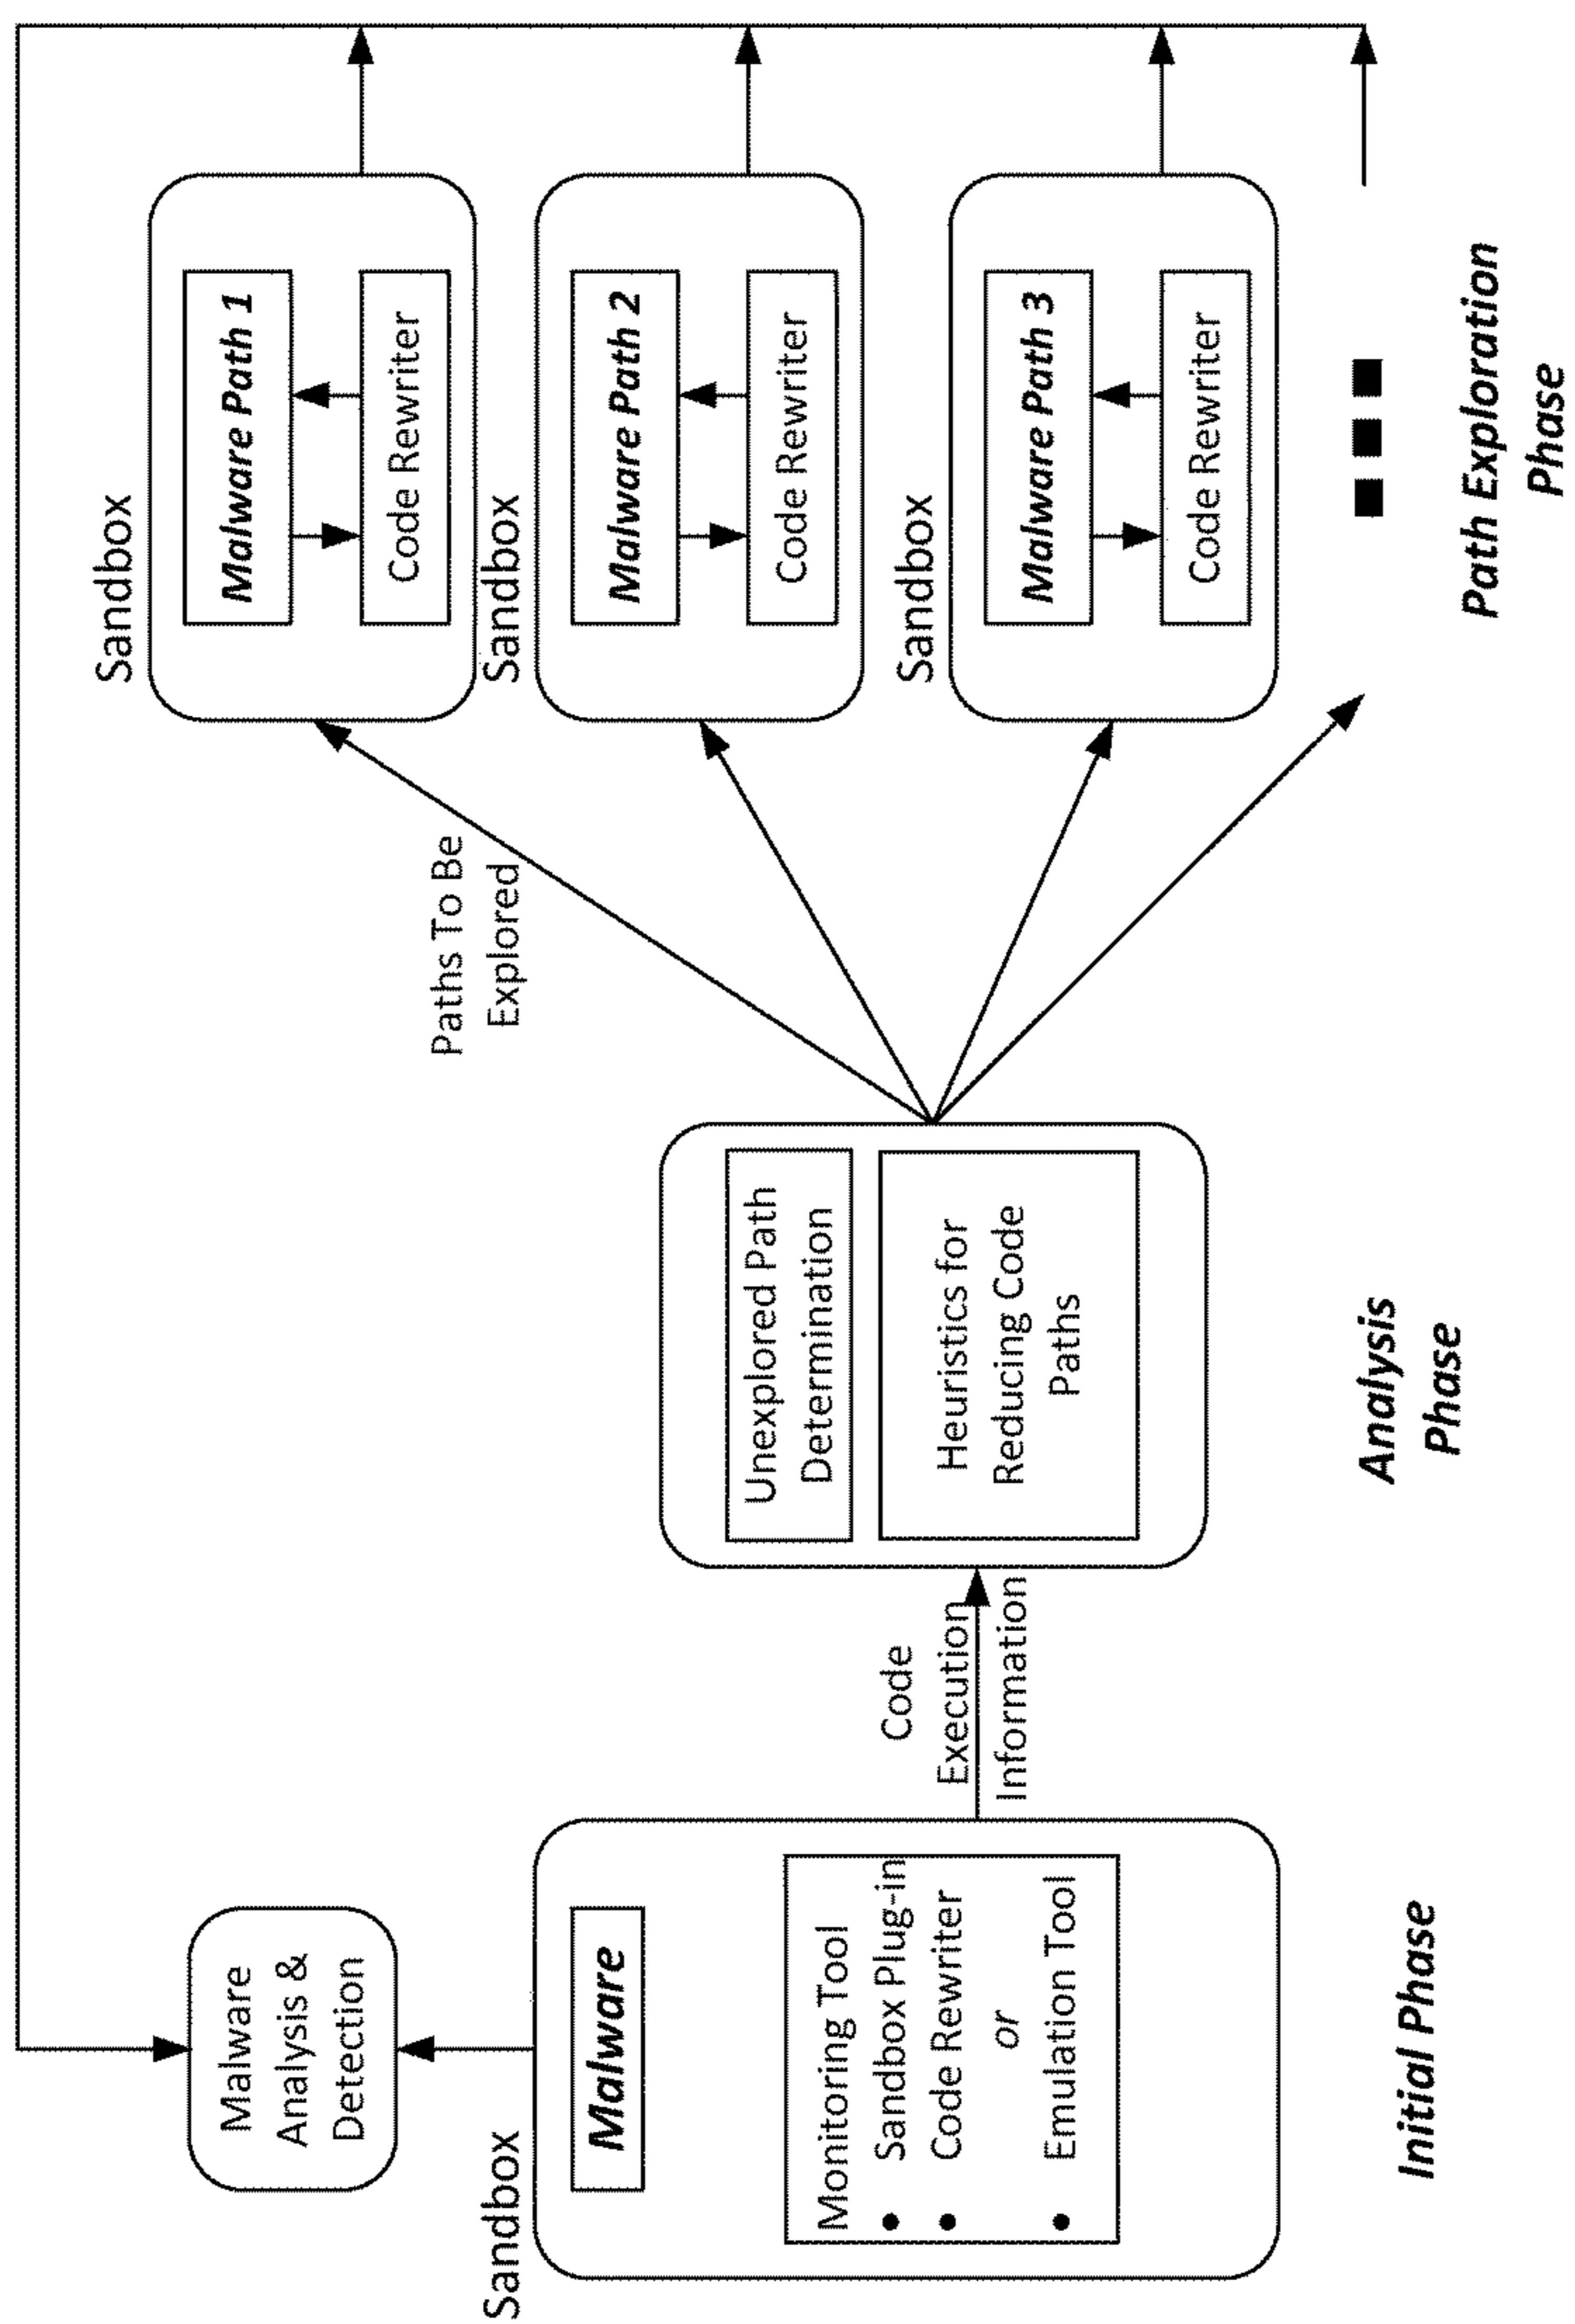 Malware
Analysis &
Detection
Sandbox
Malware
Monitoring Tool
● Sandbox Plug-in
● Code Rewriter
or
● Emulation Tool
Initial Phase
Code
Execution
Information
Unexplored Path
Determination
Heuristics for
Reducing Code
Paths
Analysis
Phase
Paths To Be
Explored
Sandbox
Malware Path 1
Code Rewriter
Sandbox
Malware Path 2
Code Rewriter
Sandbox
Malware Path 3
Code Rewriter
Path Exploration
Phase